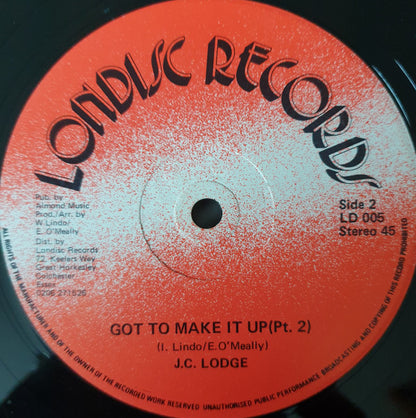 LONDISC RECORDS
Pub. by
Almond Music
Prod./Arr. by
W. Lindo/
E. O'Meally
Dist. by
Londisc Records
72. Keelers Way
Great Horkesley
Colchester
Essex
0206 271626
Side 2
LD 005
Stereo 45
GOT TO MAKE IT UP (Pt. 2)
(I. Lindo/E. O'Meally)
J.C. LODGE
ALL RIGHTS OF THE MANUFACTURER AND OF THE OWNER OF THE RECORDED WORK RESERVED UNAUTHORISED PUBLIC PERFORMANCE BROADCASTING AND COPYING OF THIS RECORD PROHIBITED